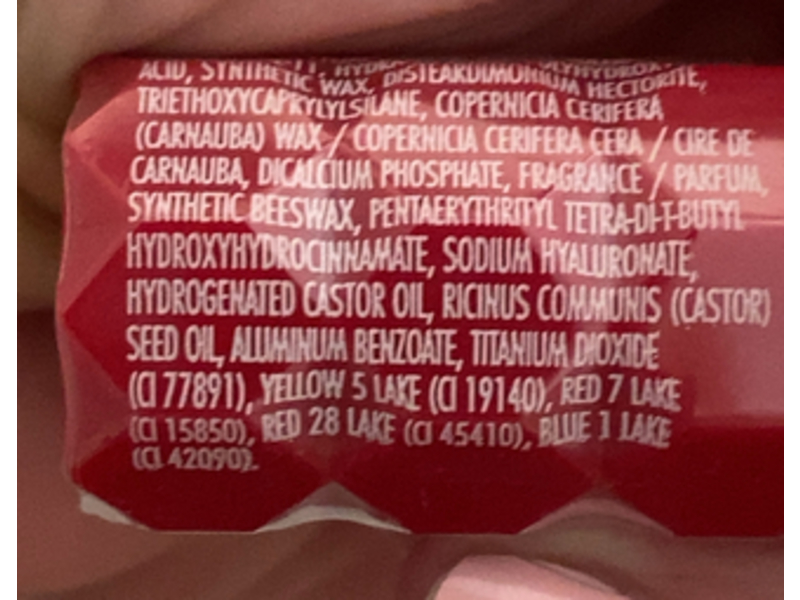 ACID, SYNTHETIC WAX, DISTEARDIMONIUM HECTORITE,
TRIETHOXYCAPRYLYLSILANE, COPERNICIA CERIFERA
(CARNAUBA) WAX / COPERNICIA CERIFERA CERA / CIRE DE
CARNAUBA, DICALCIUM PHOSPHATE, FRAGRANCE / PARFUM,
SYNTHETIC BEESWAX, PENTAERYTHRITYL TETRA-DI-T-BUTYL
HYDROXYHYDROCINNAMATE, SODIUM HYALURONATE,
HYDROGENATED CASTOR OIL, RICINUS COMMUNIS (CASTOR)
SEED OIL, ALUMINUM BENZOATE, TITANIUM DIOXIDE
(CI 77891), YELLOW 5 LAKE (CI 19140), RED 7 LAKE
(CI 15850), RED 28 LAKE (CI 45410), BLUE 1 LAKE
(CI 42090).